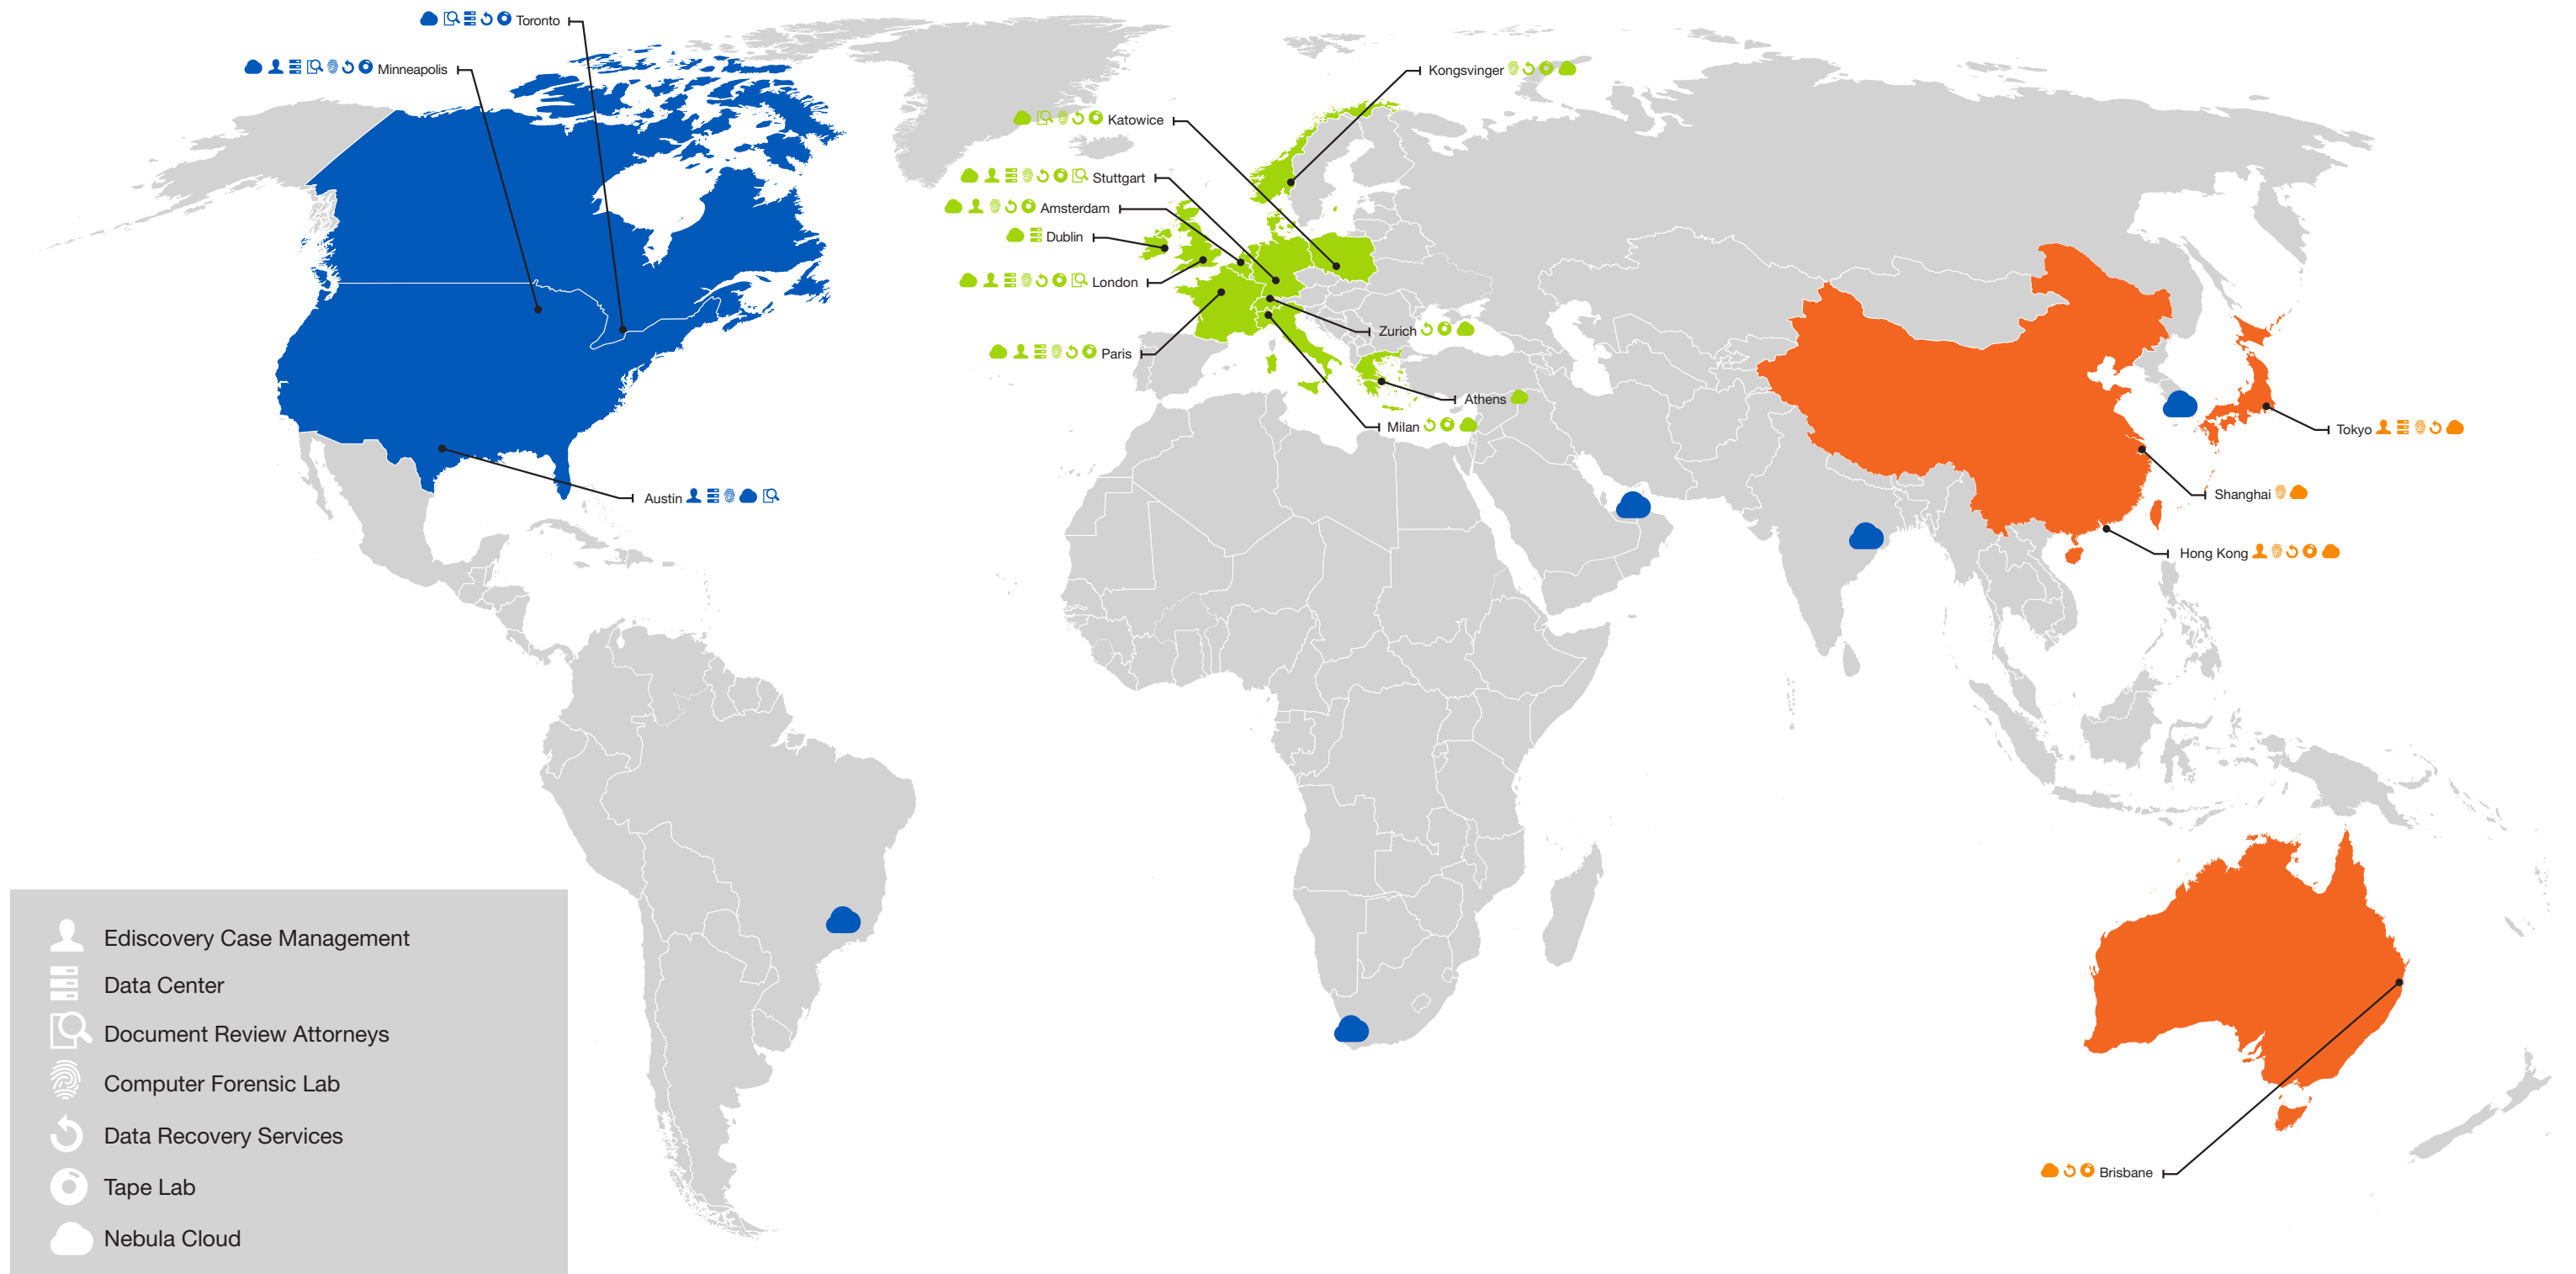 Toronto
Minneapolis
Kongsvinger
Katowice
Stuttgart
Amsterdam
Dublin
London
Zurich
Paris
Athens
Milan
Tokyo
Austin
Shanghai
Hong Kong
Ediscovery Case Management
Data Center
Document Review Attorneys
Computer Forensic Lab
Data Recovery Services
Brisbane
Tape Lab
Nebula Cloud